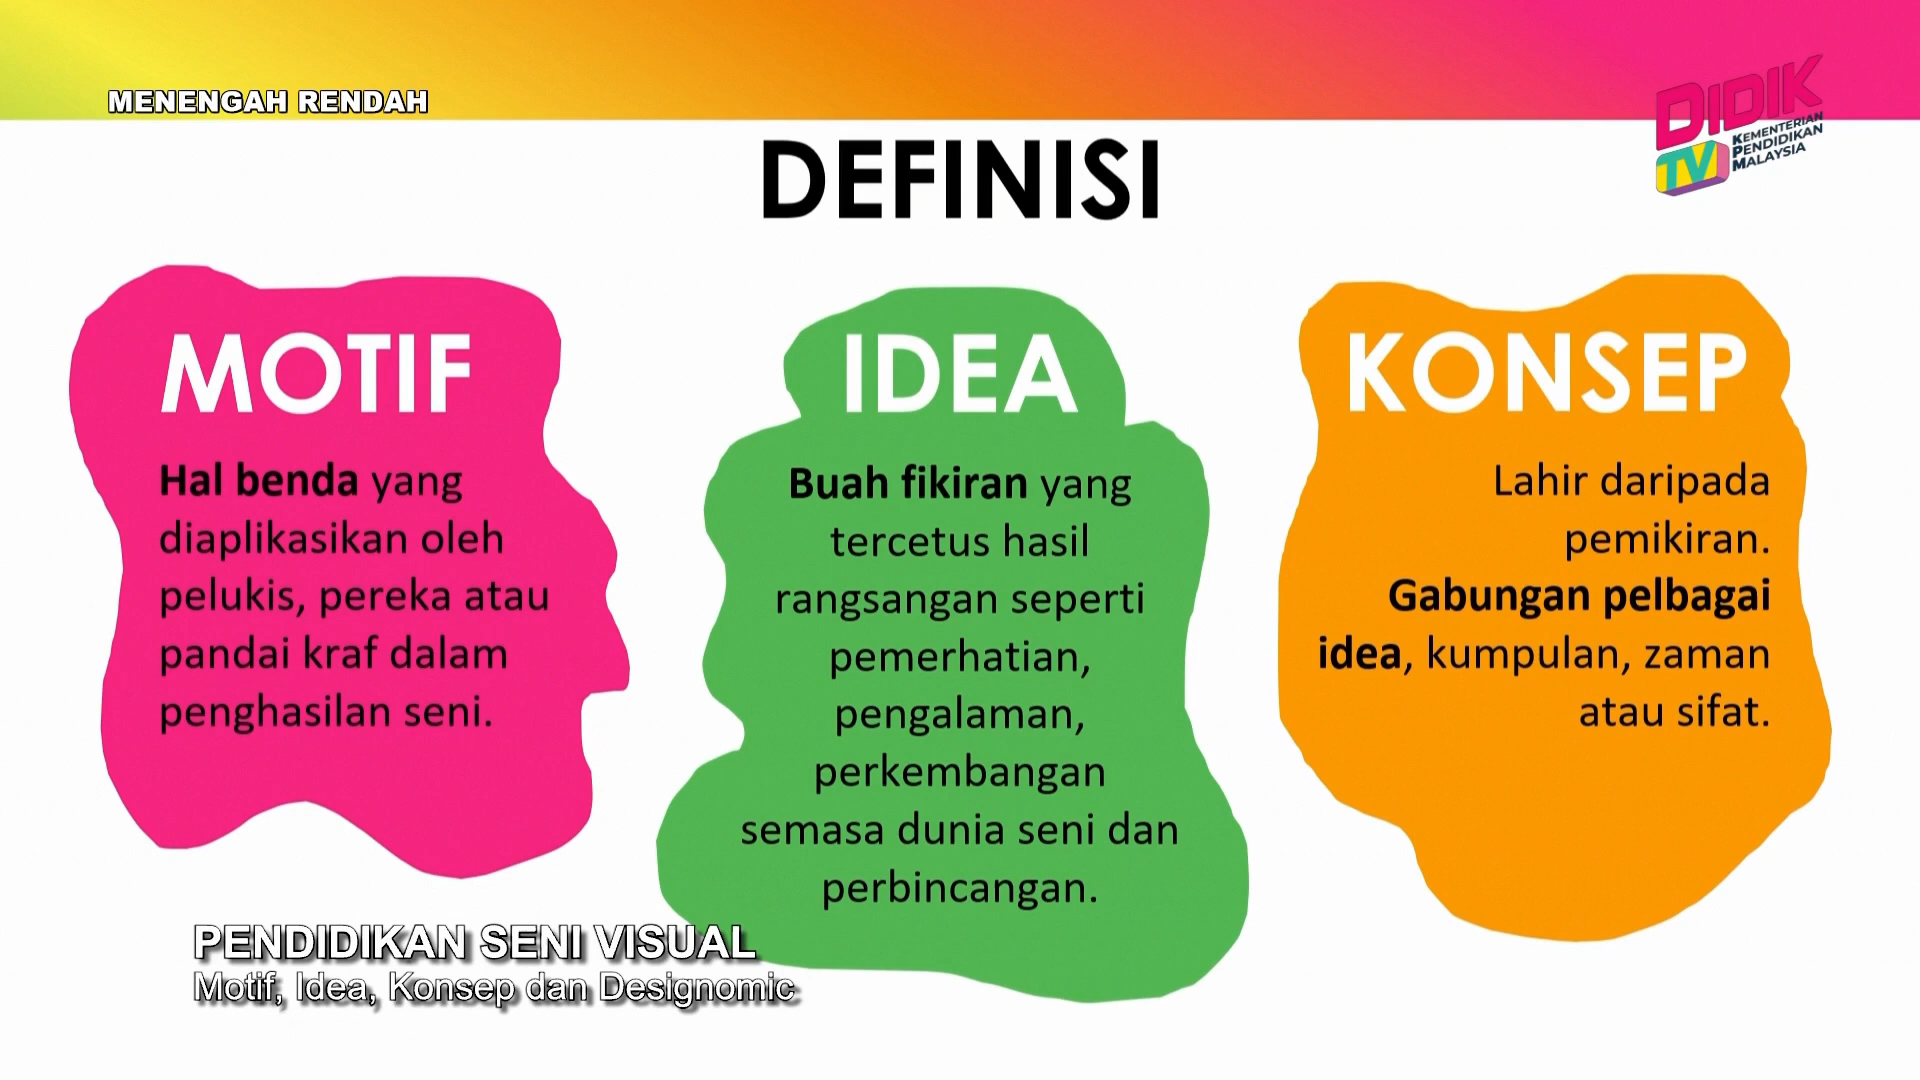 MENENGAH RENDAH
DIDIK
TV
KEMENTERIAN
PENDIDIKAN
MALAYSIA
DEFINISI
MOTIF
Hal benda yang
diaplikasikan oleh
pelukis, pereka atau
pandai kraf dalam
penghasilan seni.
IDEA
Buah fikiran yang
tercetus hasil
rangsangan seperti
pemerhatian,
pengalaman,
perkembangan
semasa dunia seni dan
perbincangan.
KONSEP
Lahir daripada
pemikiran.
Gabungan pelbagai
idea, kumpulan, zaman
atau sifat.
PENDIDIKAN SENI VISUAL
Motif, Idea, Konsep dan Designomic